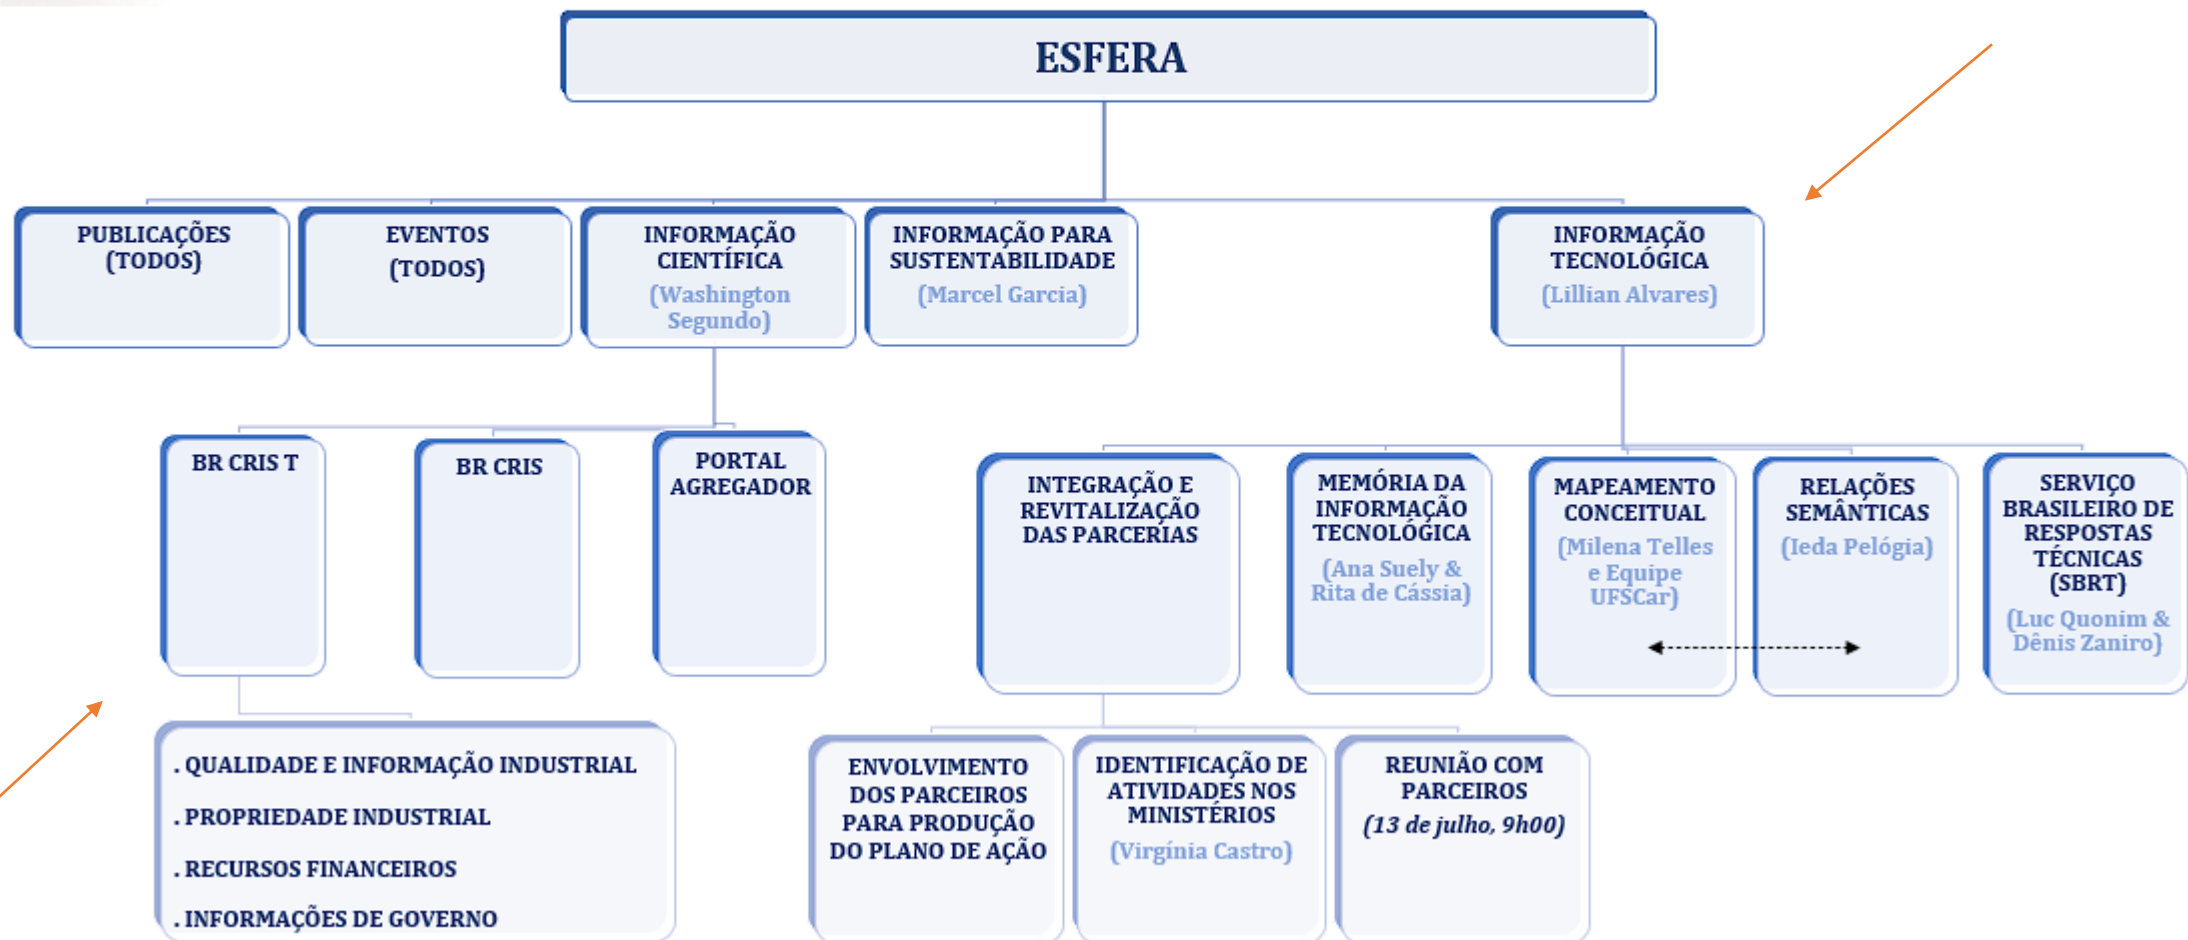 ESFERA
PUBLICAÇÕES
(TODOS)
EVENTOS
(TODOS)
INFORMAÇÃO
CIENTÍFICA
(Washington
Segundo)
INFORMAÇÃO PARA
SUSTENTABILIDADE
(Marcel Garcia)
INFORMAÇÃO
TECNOLÓGICA
(Lillian Alvares)
BR CRIS T
BR CRIS
PORTAL
AGREGADOR
INTEGRAÇÃO E
REVITALIZAÇÃO
DAS PARCERIAS
MEMÓRIA DA
INFORMAÇÃO
TECNOLÓGICA
(Ana Suely &
Rita de Cássia)
MAPEAMENTO
CONCEITUAL
(Milena Telles
e Equipe
UFSCar)
RELAÇÕES
SEMÂNTICAS
(Ieda Pelógia)
SERVIÇO
BRASILEIRO DE
RESPOSTAS
TÉCNICAS
(SBRT)
(Luc Quonim &
Dênis Zaniro)
. QUALIDADE E INFORMAÇÃO INDUSTRIAL
. PROPRIEDADE INDUSTRIAL
. RECURSOS FINANCEIROS
. INFORMAÇÕES DE GOVERNO
ENVOLVIMENTO
DOS PARCEIROS
PARA PRODUÇÃO
DO PLANO DE AÇÃO
IDENTIFICAÇÃO DE
ATIVIDADES NOS
MINISTÉRIOS
(Virgínia Castro)
REUNIÃO COM
PARCEIROS
(13 de julho, 9h00)